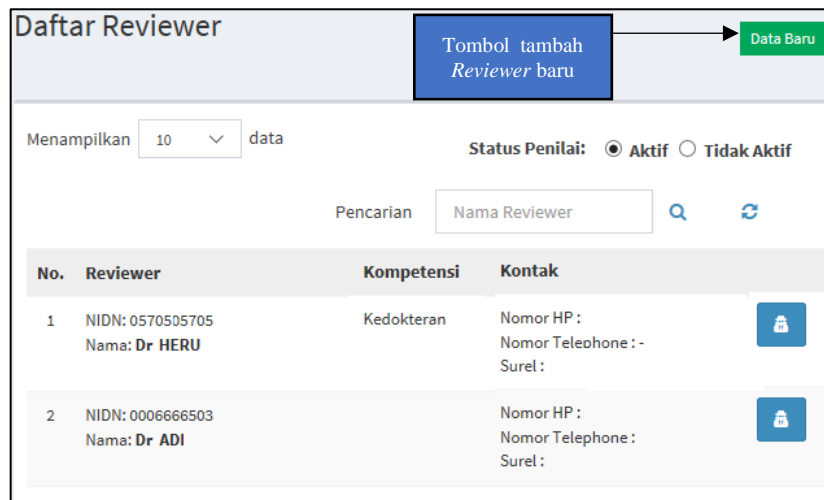 Daftar Reviewer
Tombol tambah
Reviewer baru
Data Baru
Menampilkan 10 data
Status Penilai: Aktif Tidak Aktif
Pencarian Nama Reviewer
No. Reviewer Kompetensi Kontak
1 NIDN: 0570505705 Kedokteran Nomor HP :
Nama: Dr HERU Nomor Telephone : -
Surel :
2 NIDN: 0006666503 Nomor HP :
Nama: Dr ADI Nomor Telephone :
Surel :